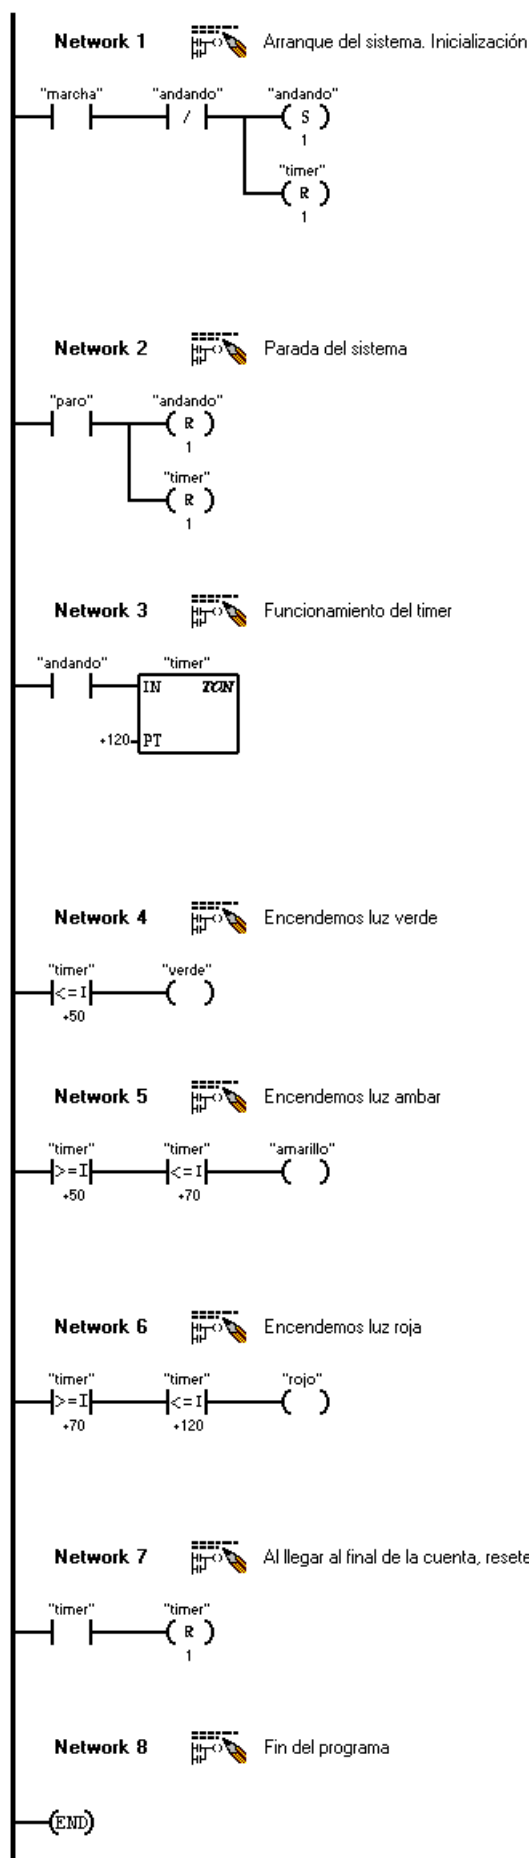 Network 1 Arranque del sistema. Inicialización
"marcha" "andando" "andando"
/ S
1
"timer"
R
1
Network 2 Parada del sistema
"paro" "andando"
R
1
"timer"
R
1
Network 3 Funcionamiento del timer
"andando" "timer"
IN TON
+120 PT
Network 4 Encendemos luz verde
"timer" "verde"
<=I
+50
Network 5 Encendemos luz ambar
"timer" "timer" "amarillo"
>=I <=I
+50 +70
Network 6 Encendemos luz roja
"timer" "timer" "rojo"
>=I <=I
+70 +120
Network 7 Al llegar al final de la cuenta, resete
"timer" "timer"
R
1
Network 8 Fin del programa
END